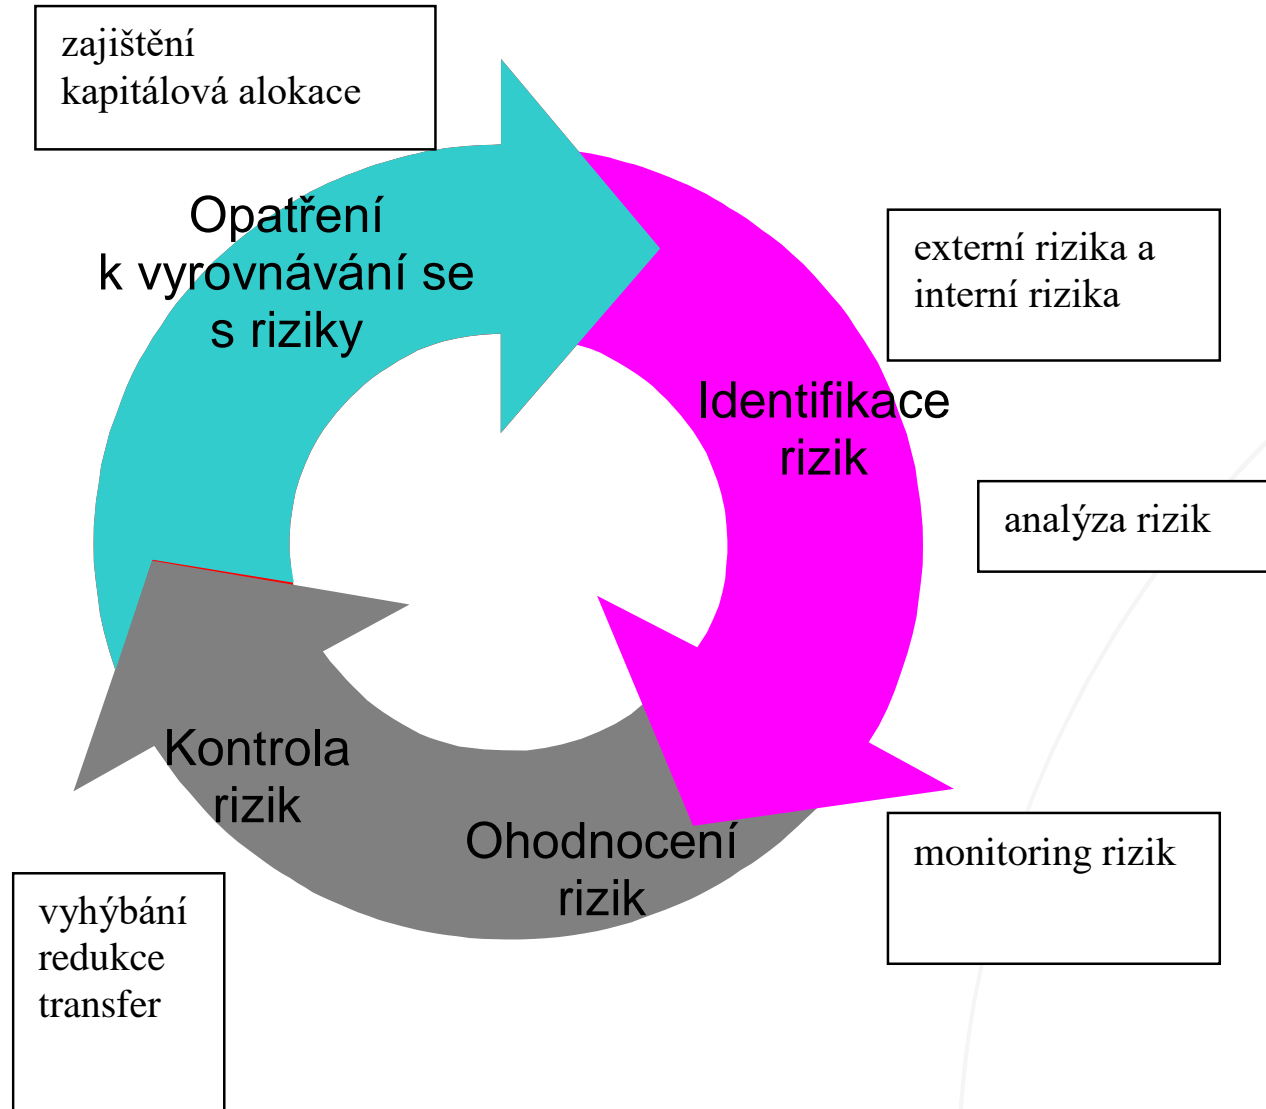 zajištění
kapitálová alokace
Opatření
k vyrovnávání se
s riziky
externí rizika a
interní rizika
Identifikace
rizik
analýza rizik
Kontrola
rizik
Ohodnocení
rizik
monitoring rizik
vyhýbání
redukce
transfer